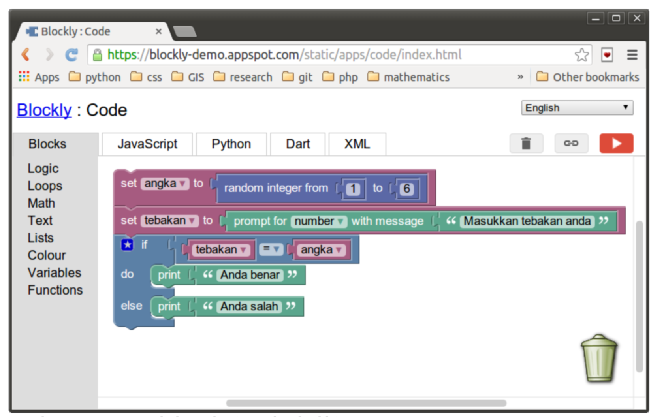 Blockly : Code
https://blockly-demo.appspot.com/static/apps/code/index.html
Apps python css GIS research git php mathematics » Other bookmarks
Blockly : Code English
Blocks JavaScript Python Dart XML
Logic
Loops
Math
Text
Lists
Colour
Variables
Functions
set angka to random integer from 1 to 6
set tebakan to prompt for number with message “ Masukkan tebakan anda ”
if tebakan = angka
do print “ Anda benar ”
else print “ Anda salah ”